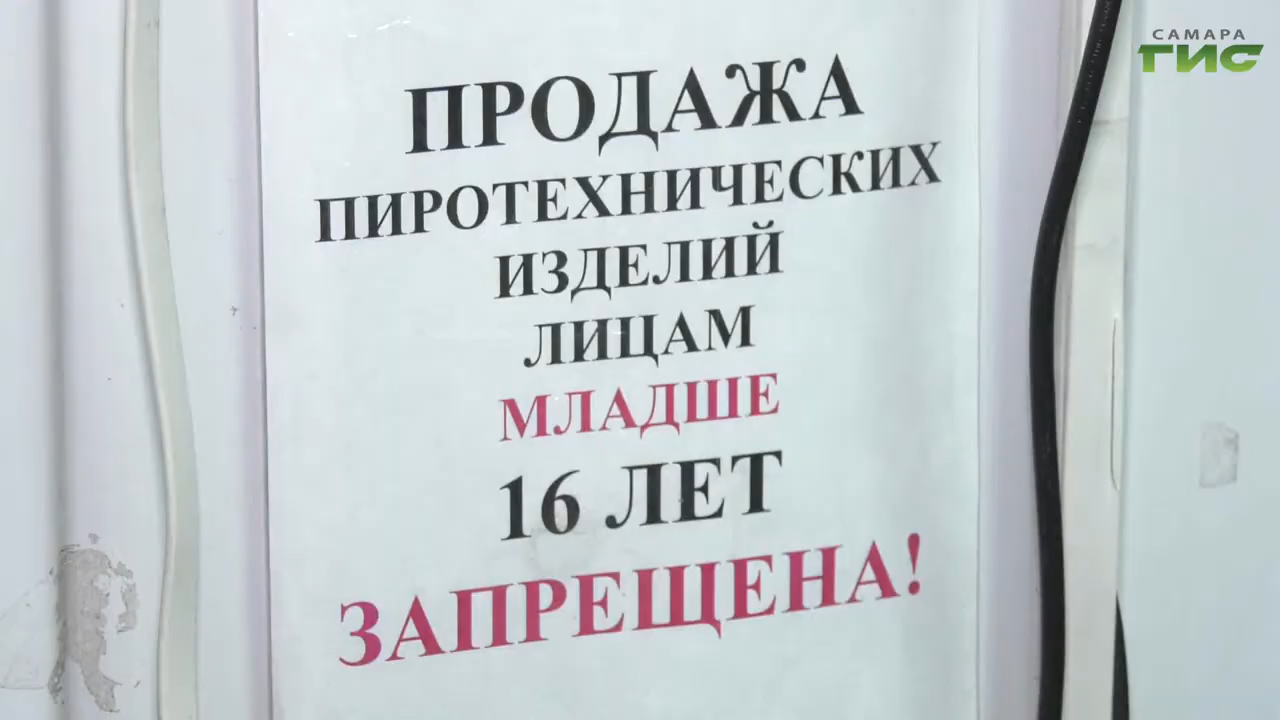 САМАРА
ГИС
ПРОДАЖА
ПИРОТЕХНИЧЕСКИХ
ИЗДЕЛИЙ
ЛИЦАМ
МЛАДШЕ
16 ЛЕТ
ЗАПРЕЩЕНА!